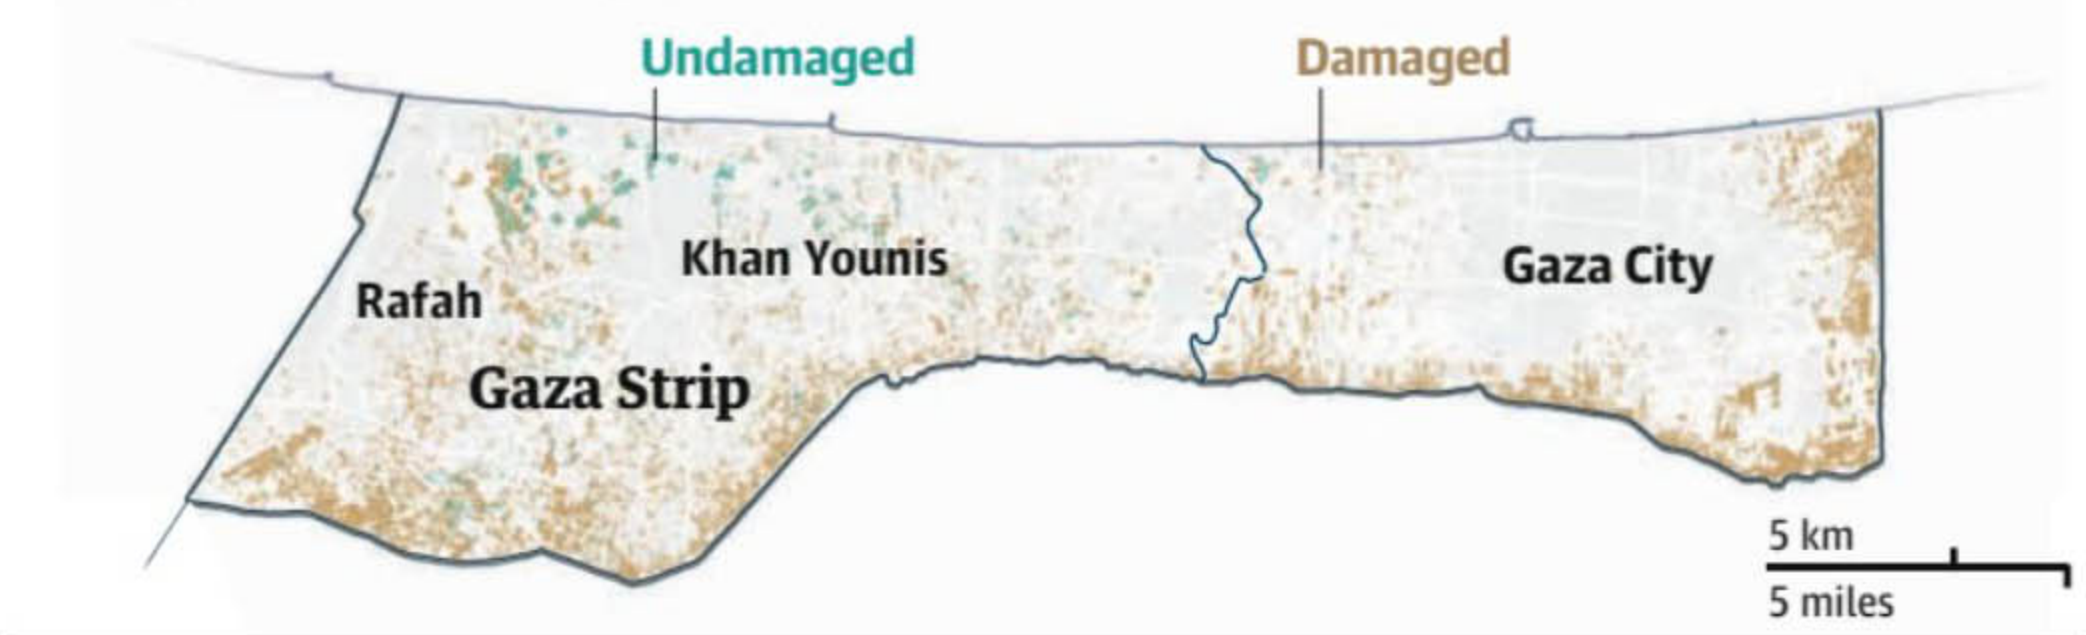 Undamaged
Damaged
Khan Younis
Gaza City
Rafah
Gaza Strip
5 km
5 miles